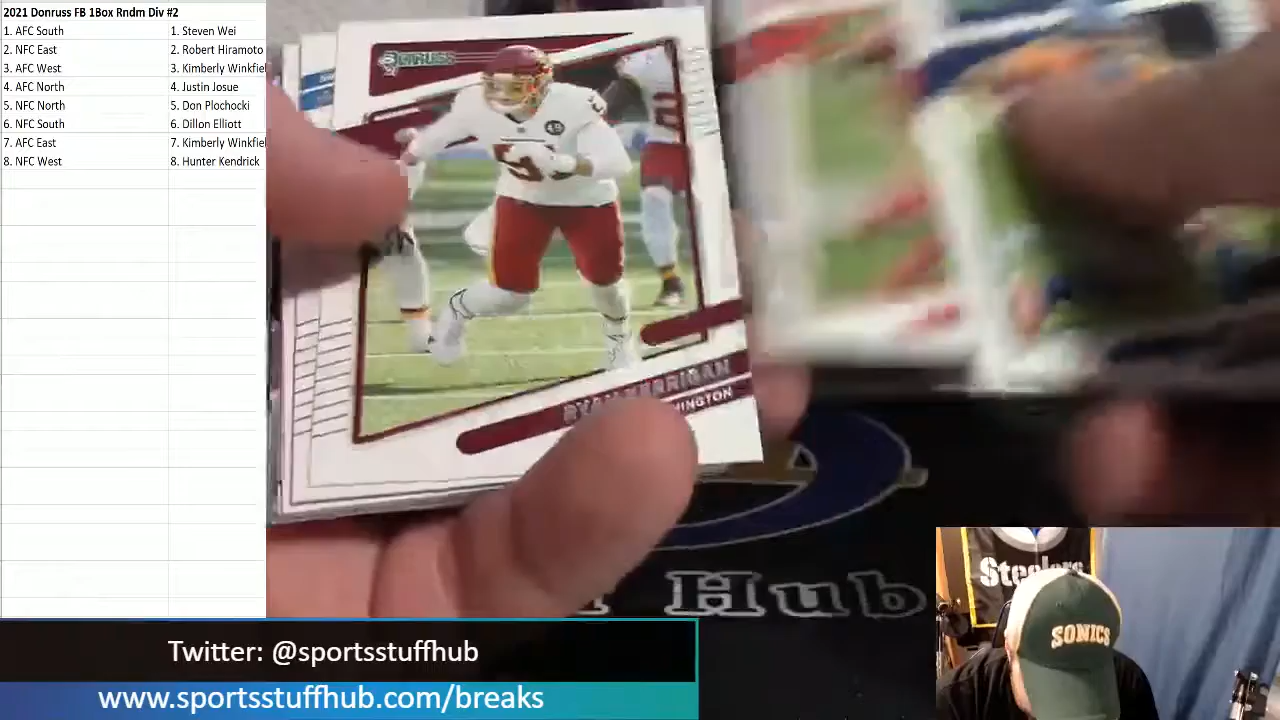 2021 Donruss FB 1Box Rndm Div #2
1. AFC South 1. Steven Wei
2. NFC East 2. Robert Hiramoto
3. AFC West 3. Kimberly Winkfiel
4. AFC North 4. Justin Josue
5. NFC North 5. Don Plochocki
6. NFC South 6. Dillon Elliott
7. AFC East 7. Kimberly Winkfiel
8. NFC West 8. Hunter Kendrick
DONRUSS
RYAN KERRIGAN
HINGTON
Hub
Steelers
SONICS
Twitter: @sportsstuffhub
www.sportsstuffhub.com/breaks